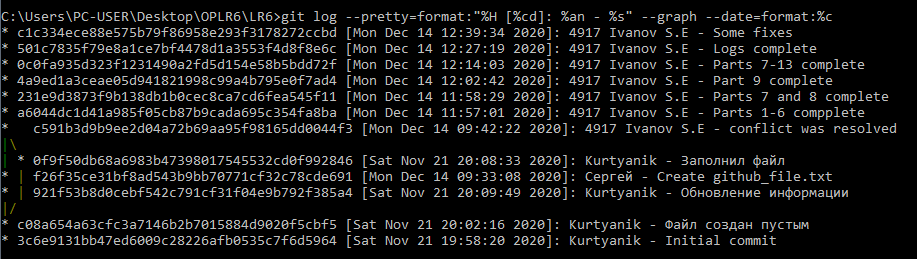 C:\Users\PC-USER\Desktop\OPLR6\LR6>git log --pretty=format:"%H [%cd]: %an - %s" --graph --date=format:%c
* c1c334ece88e575b79f86958e293f3178272ccbd [Mon Dec 14 12:39:34 2020]: 4917 Ivanov S.E - Some fixes
* 501c7835f79e8a1ce7bf4478d1a3553f4d8f8e6c [Mon Dec 14 12:27:19 2020]: 4917 Ivanov S.E - Logs complete
* 0c0fa935d323f1231490a2fd5d154e58b5bdd72f [Mon Dec 14 12:14:03 2020]: 4917 Ivanov S.E - Parts 7-13 complete
* 4a9ed1a3ceae05d941821998c99a4b795e0f7ad4 [Mon Dec 14 12:02:42 2020]: 4917 Ivanov S.E - Part 9 complete
* 231e9d3873f9b138db1b0cec8ca7cd6fea545f11 [Mon Dec 14 11:58:29 2020]: 4917 Ivanov S.E - Parts 7 and 8 complete
* a6044dc1d41a985f05cb87b9cada695c354fa8ba [Mon Dec 14 11:57:01 2020]: 4917 Ivanov S.E - Parts 1-6 compplete
*   c591b3d9b9ee2d04a72b69aa95f98165dd0044f3 [Mon Dec 14 09:42:22 2020]: 4917 Ivanov S.E - conflict was resolved
|\
| * 0f9f50db68a6983b47398017545532cd0f992846 [Sat Nov 21 20:08:33 2020]: Kurtyanik - Заполнил файл
* | f26f35ce31bf8ad543b9bb70771cf32c78cde691 [Mon Dec 14 09:33:08 2020]: Сергей - Create github_file.txt
* | 921f53b8d0cebf542c791cf31f04e9b792f385a4 [Sat Nov 21 20:09:49 2020]: Kurtyanik - Обновление информации
|/
* c08a654a63cfc3a7146b2b7015884d9020f5cbf5 [Sat Nov 21 20:02:16 2020]: Kurtyanik - Файл создан пустым
* 3c6e9131bb47ed6009c28226afb0535c7f6d5964 [Sat Nov 21 19:58:20 2020]: Kurtyanik - Initial commit